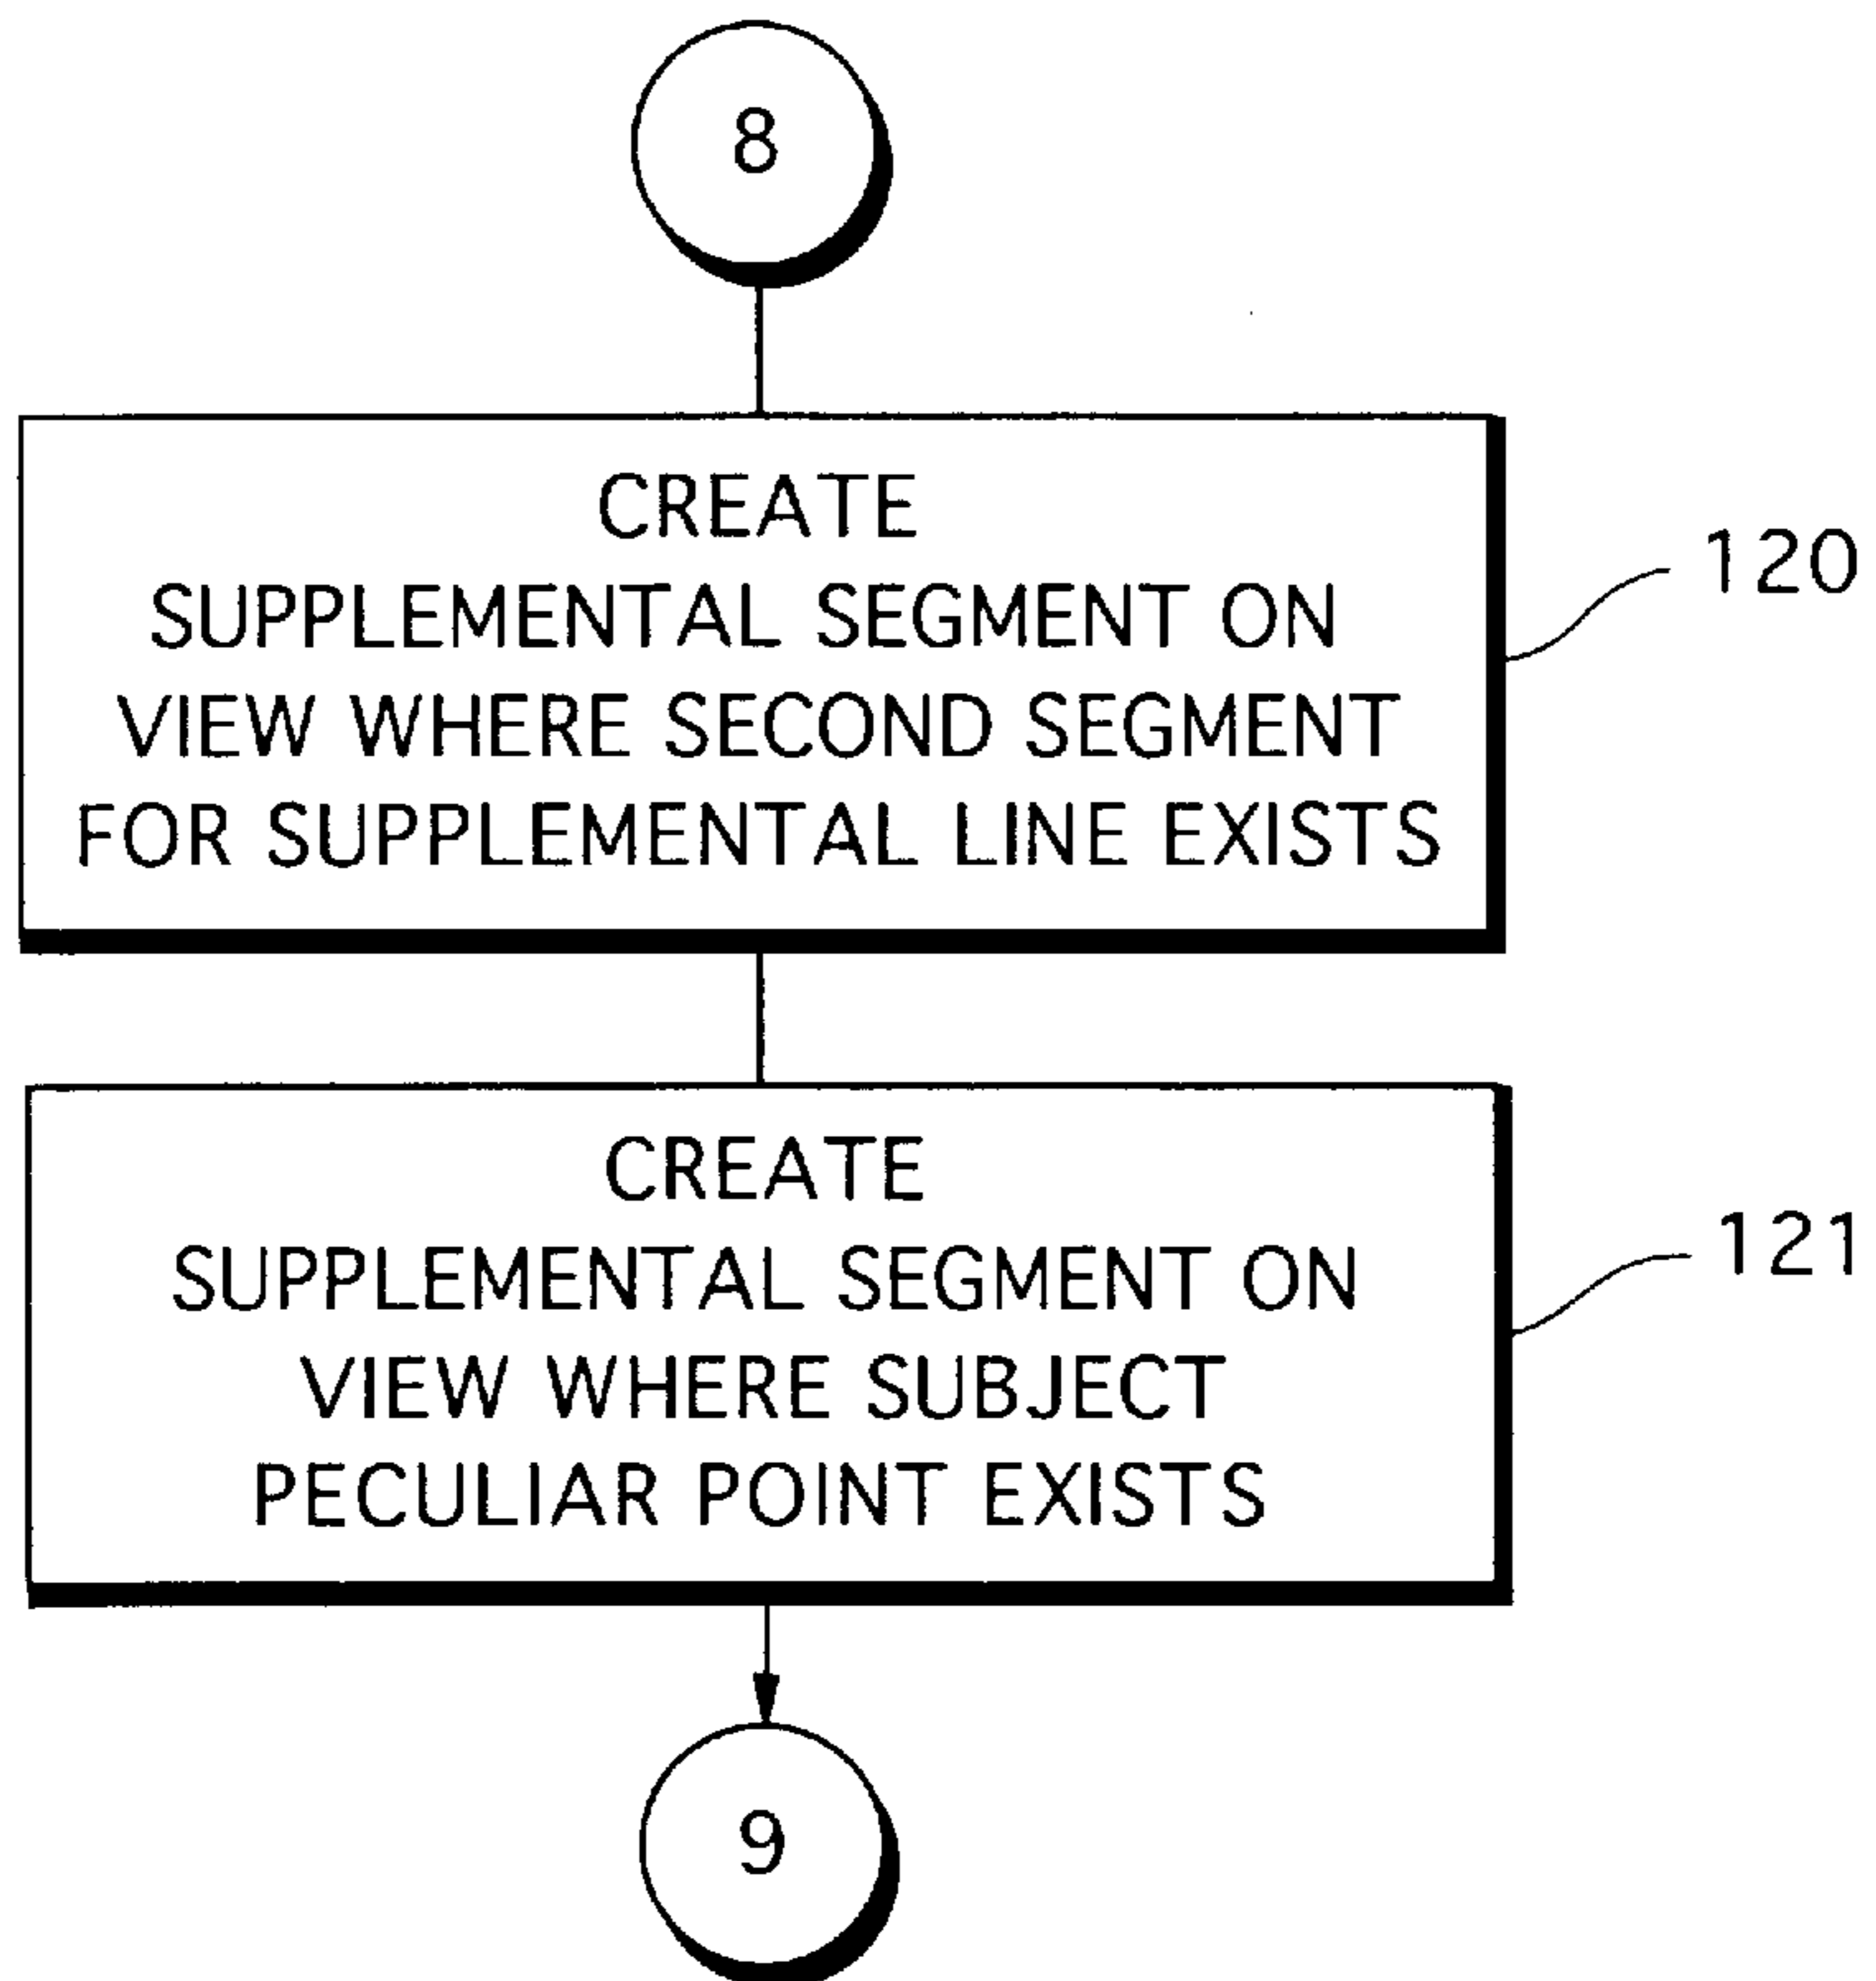 8
CREATE
SUPPLEMENTAL SEGMENT ON
VIEW WHERE SECOND SEGMENT
FOR SUPPLEMENTAL LINE EXISTS
120
CREATE
SUPPLEMENTAL SEGMENT ON
VIEW WHERE SUBJECT
PECULIAR POINT EXISTS
121
9